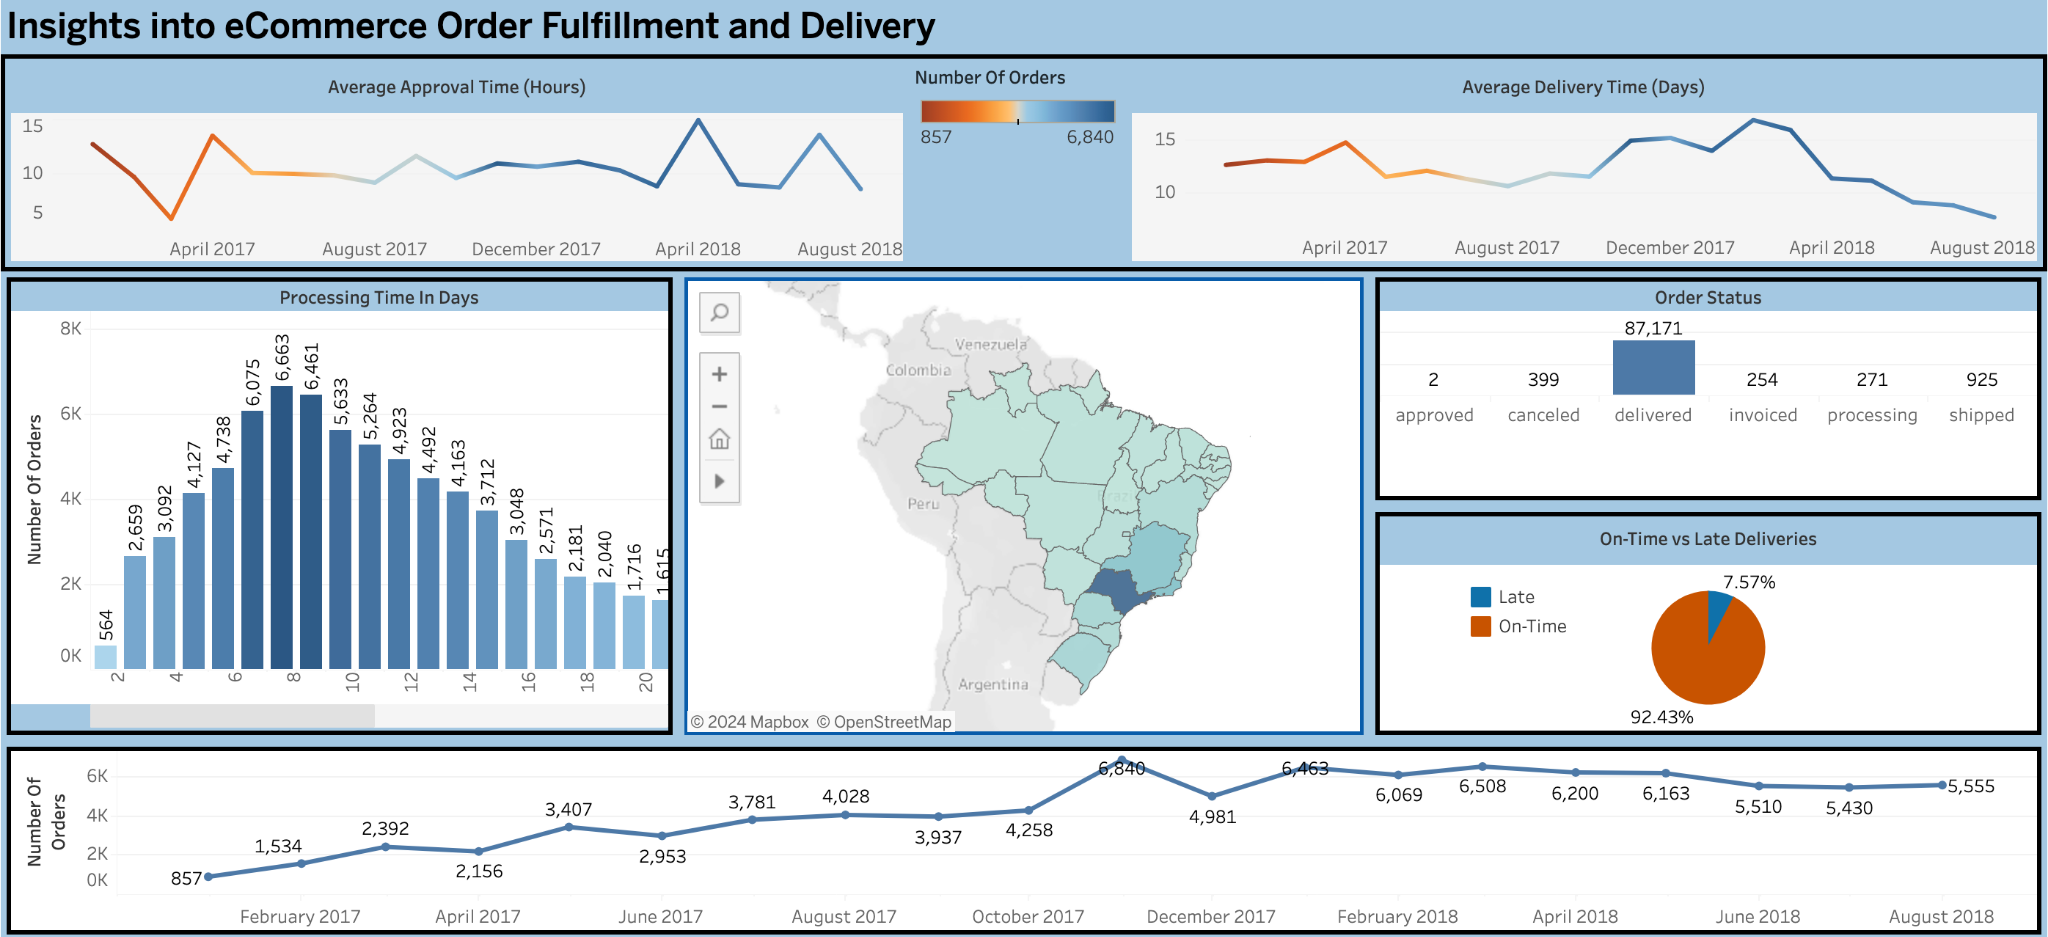 Insights into eCommerce Order Fulfillment and Delivery
Average Approval Time (Hours)
15
10
5
April 2017
August 2017
December 2017
April 2018
August 2018
Number Of Orders
857
6,840
Average Delivery Time (Days)
15
10
April 2017
August 2017
December 2017
April 2018
August 2018
Processing Time In Days
Number Of Orders
8K
6K
4K
2K
0K
564
2,659
3,092
4,127
4,738
6,075
6,663
6,461
5,633
5,264
4,923
4,492
4,163
3,712
3,048
2,571
2,181
2,040
1,716
1,615
2
4
6
8
10
12
14
16
18
20
Venezuela
Colombia
Brazi
Peru
Argentina
© 2024 Mapbox © OpenStreetMap
Order Status
87,171
2
399
254
271
925
approved
canceled
delivered
invoiced
processing
shipped
On-Time vs Late Deliveries
Late
On-Time
7.57%
92.43%
Number Of
Orders
6K
4K
2K
0K
857
1,534
2,392
2,156
3,407
2,953
3,781
4,028
3,937
4,258
6,840
4,981
6,463
6,069
6,508
6,200
6,163
5,510
5,430
5,555
February 2017
April 2017
June 2017
August 2017
October 2017
December 2017
February 2018
April 2018
June 2018
August 2018